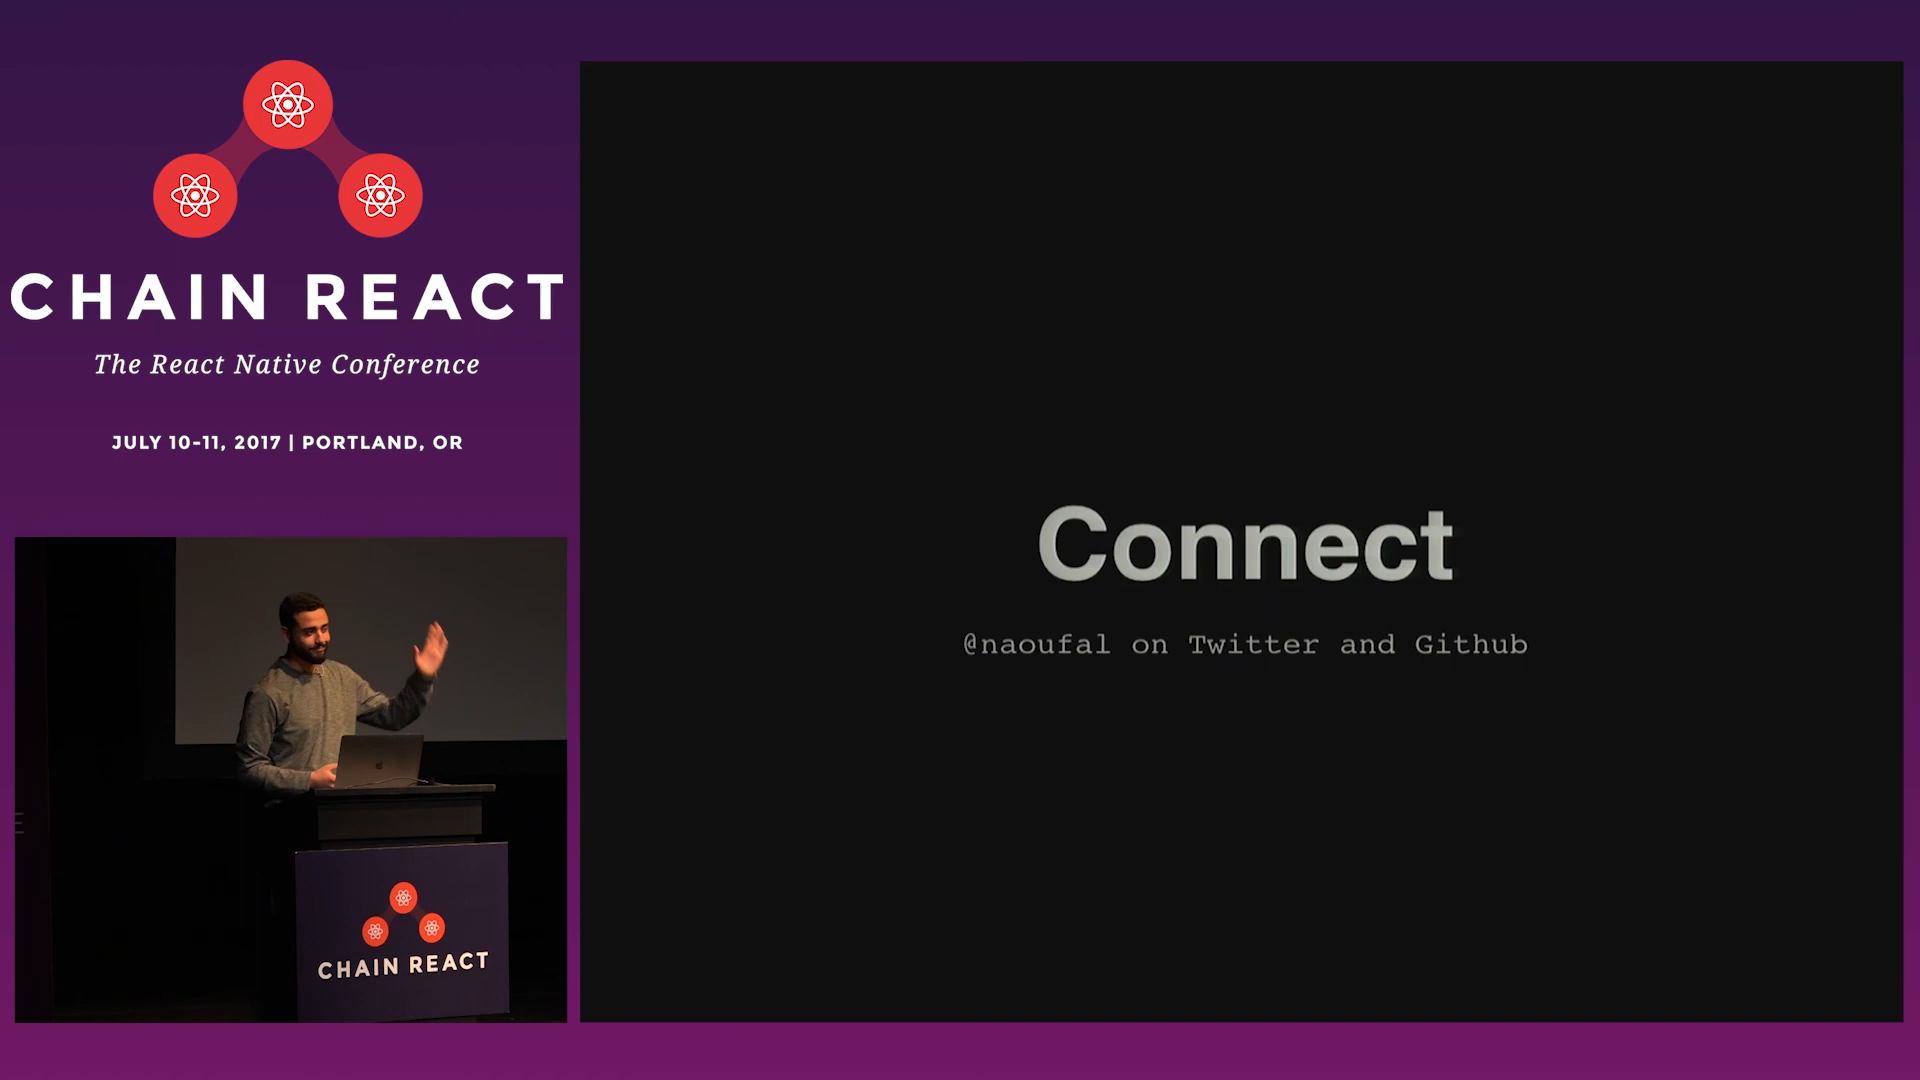 CHAIN REACT
The React Native Conference
JULY 10-11, 2017 | PORTLAND, OR
Connect
@naoufal on Twitter and Github
CHAIN REACT